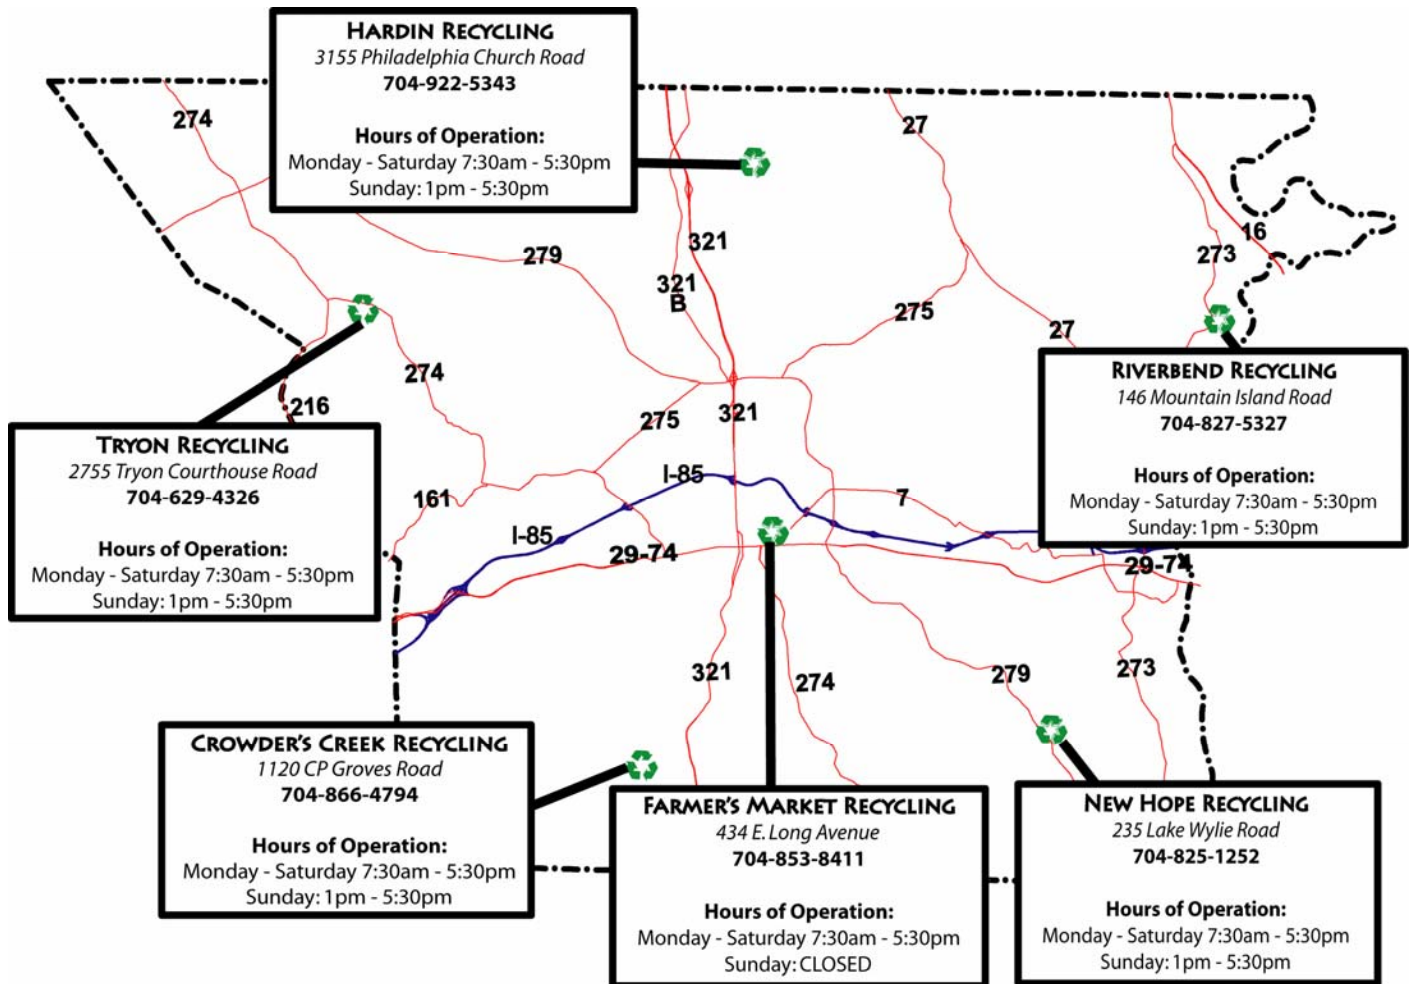 HARDIN RECYCLING
3155 Philadelphia Church Road
704-922-5343
Hours of Operation:
Monday - Saturday 7:30am - 5:30pm
Sunday: 1pm - 5:30pm
274
27
321
16
273
279
321
B
275
27
274
321
275
216
RIVERBEND RECYCLING
146 Mountain Island Road
704-827-5327
Hours of Operation:
Monday - Saturday 7:30am - 5:30pm
Sunday: 1pm - 5:30pm
TRYON RECYCLING
2755 Tryon Courthouse Road
704-629-4326
Hours of Operation:
Monday - Saturday 7:30am - 5:30pm
Sunday: 1pm - 5:30pm
I-85
161
7
I-85
29-74
29-74
321
274
279
273
CROWDER'S CREEK RECYCLING
1120 CP Groves Road
704-866-4794
Hours of Operation:
Monday - Saturday 7:30am - 5:30pm
Sunday: 1pm - 5:30pm
FARMER'S MARKET RECYCLING
434 E. Long Avenue
704-853-8411
Hours of Operation:
Monday - Saturday 7:30am - 5:30pm
Sunday: CLOSED
NEW HOPE RECYCLING
235 Lake Wylie Road
704-825-1252
Hours of Operation:
Monday - Saturday 7:30am - 5:30pm
Sunday: 1pm - 5:30pm